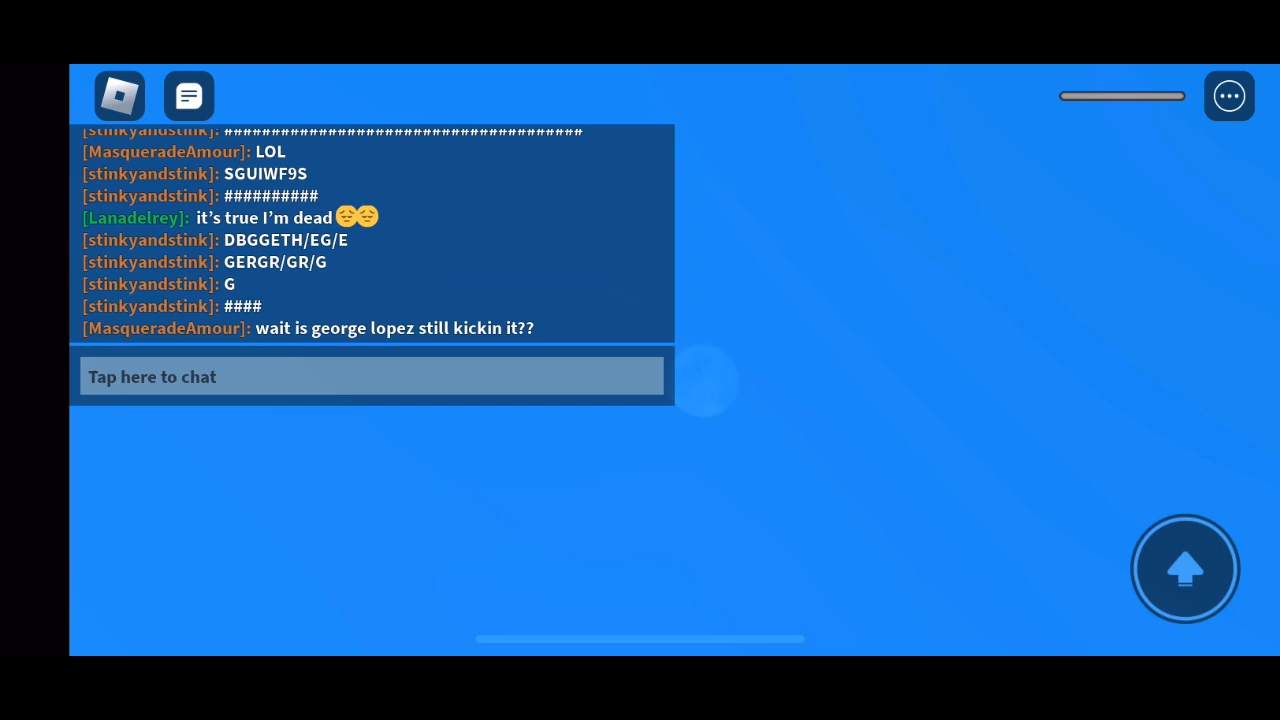 [stinkyandstink]: ######################################
[MasqueradeAmour]: LOL
[stinkyandstink]: SGUIWF9S
[stinkyandstink]: ##########
[Lanadelrey]: it’s true I’m dead 😔😔
[stinkyandstink]: DBGGETH/EG/E
[stinkyandstink]: GERGR/GR/G
[stinkyandstink]: G
[stinkyandstink]: ####
[MasqueradeAmour]: wait is george lopez still kickin it??
Tap here to chat